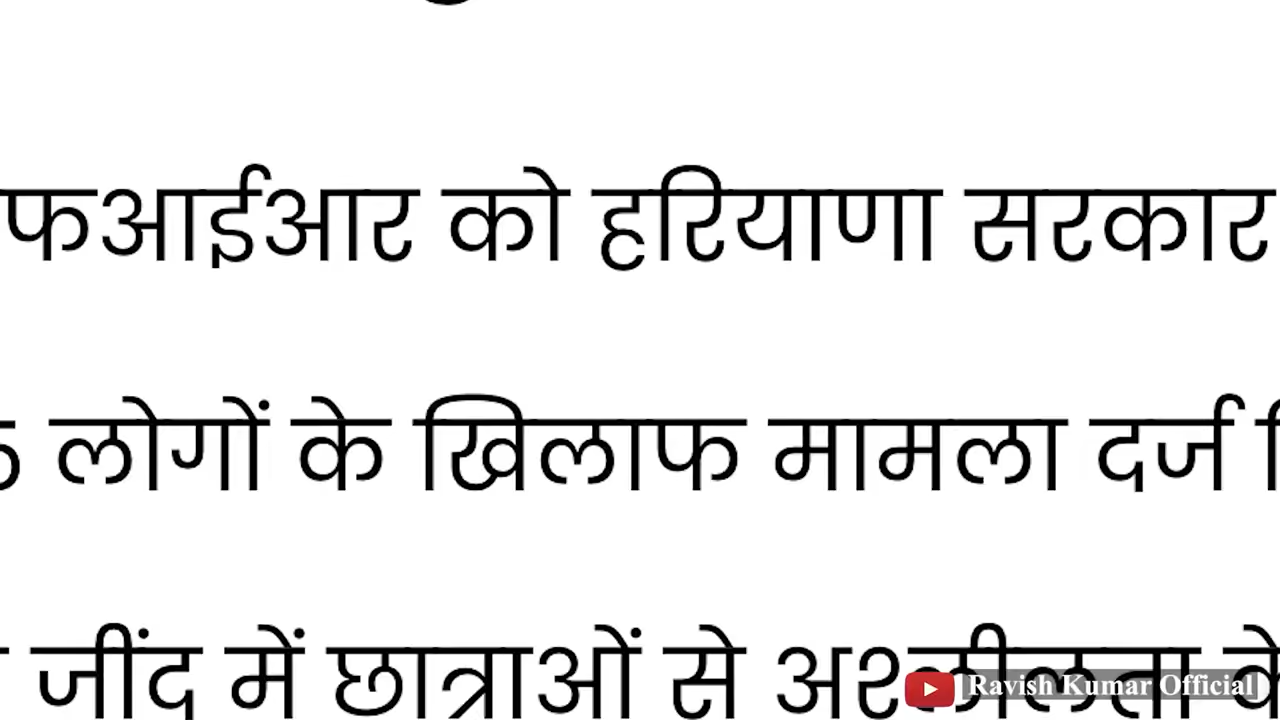 फआईआर को हरियाणा सरकार
लोगों के खिलाफ मामला दर्ज
जींद में छात्राओं से अश्लीलता के
Ravish Kumar Official